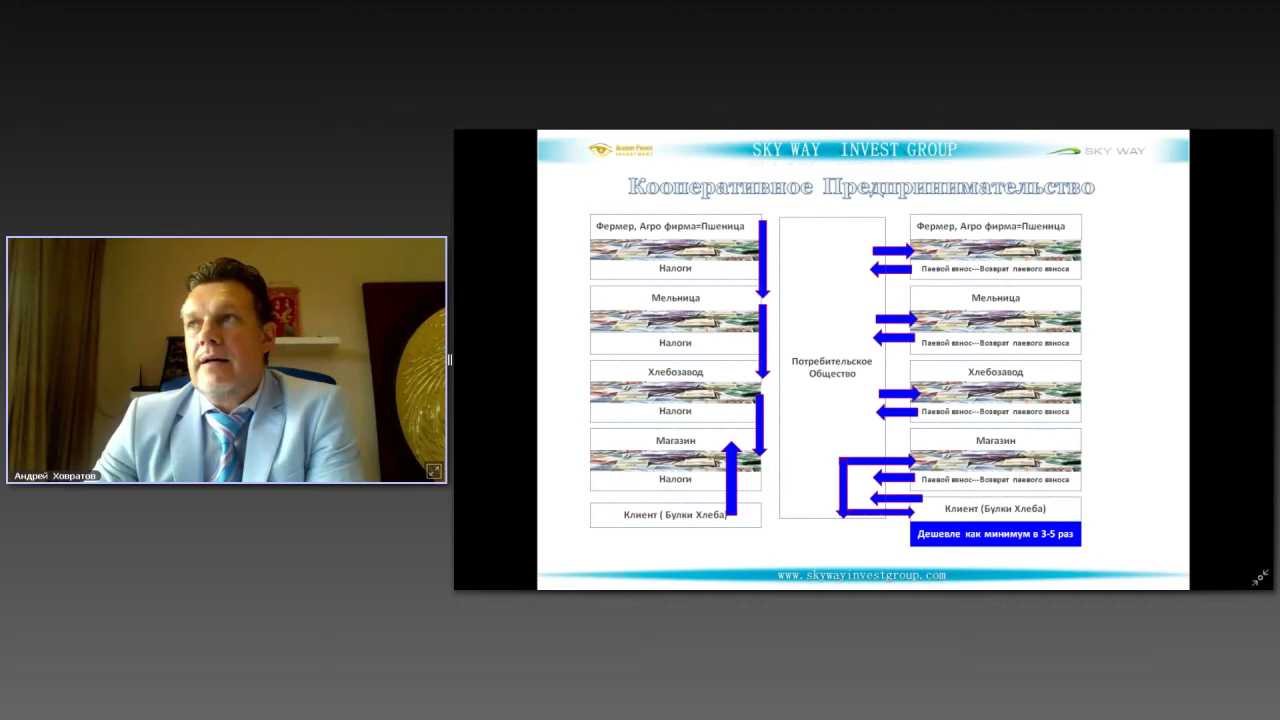 Андрей Ховратов
ACADEMY PRIVATE
INVESTMENT
SKY WAY INVEST GROUP
SKY WAY
Кооперативное Предпринимательство
Фермер, Агро фирма=Пшеница
Налоги
Мельница
Налоги
Хлебозавод
Налоги
Магазин
Налоги
Клиент ( Булки Хлеба)
Потребительское
Общество
Фермер, Агро фирма=Пшеница
Паевой взнос---Возврат паевого взноса
Мельница
Паевой взнос---Возврат паевого взноса
Хлебозавод
Паевой взнос---Возврат паевого взноса
Магазин
Паевой взнос---Возврат паевого взноса
Клиент (Булки Хлеба)
Дешевле как минимум в 3-5 раз
www.skywayinvestgroup.com